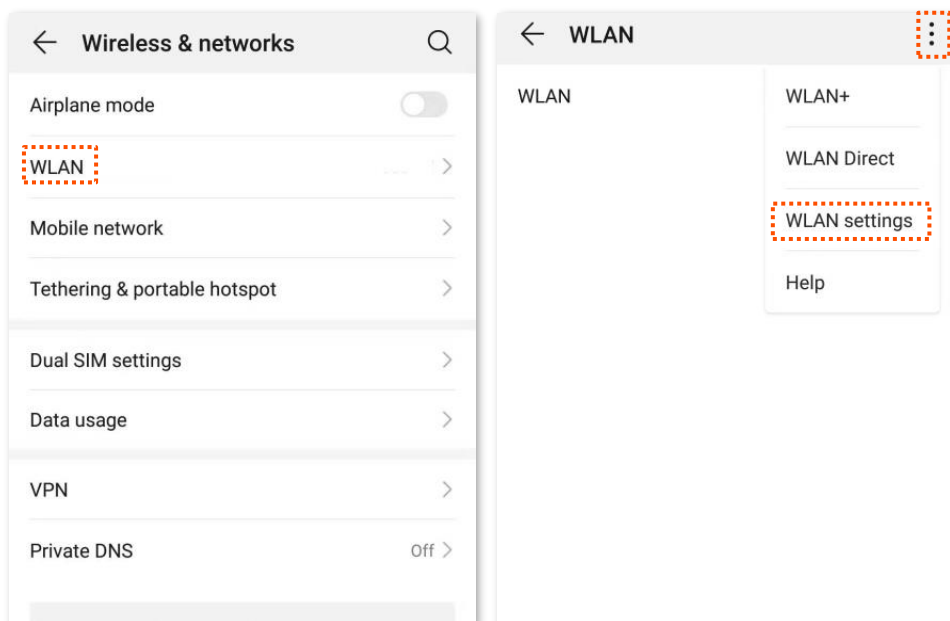 Wireless & networks
Airplane mode
WLAN
Mobile network
Tethering & portable hotspot
Dual SIM settings
Data usage
VPN
Private DNS
Off
WLAN
WLAN
WLAN+
WLAN Direct
WLAN settings
Help